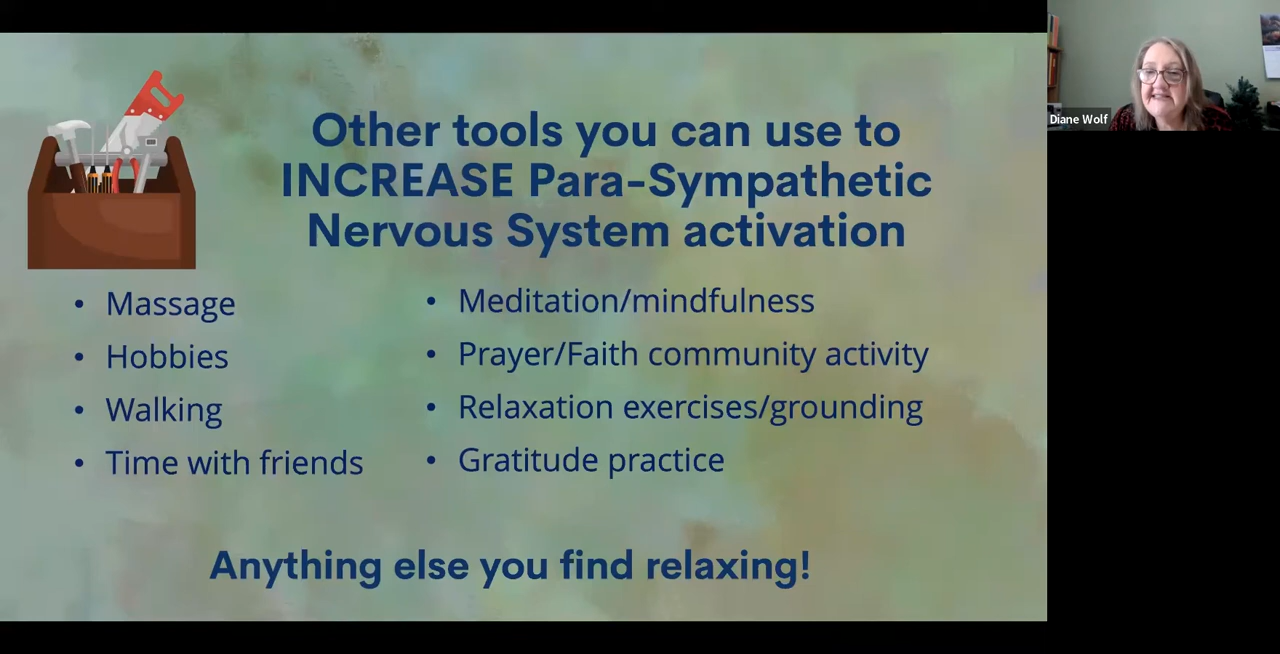 Other tools you can use to
INCREASE Para-Sympathetic
Nervous System activation
• Massage
• Hobbies
• Walking
• Time with friends
• Meditation/mindfulness
• Prayer/Faith community activity
• Relaxation exercises/grounding
• Gratitude practice
Anything else you find relaxing!
Diane Wolf